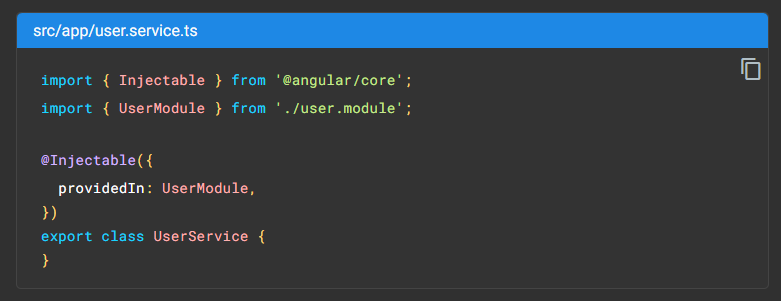 src/app/user.service.ts
import { Injectable } from '@angular/core';
import { UserModule } from './user.module';
@Injectable({
  providedIn: UserModule,
})
export class UserService {
}